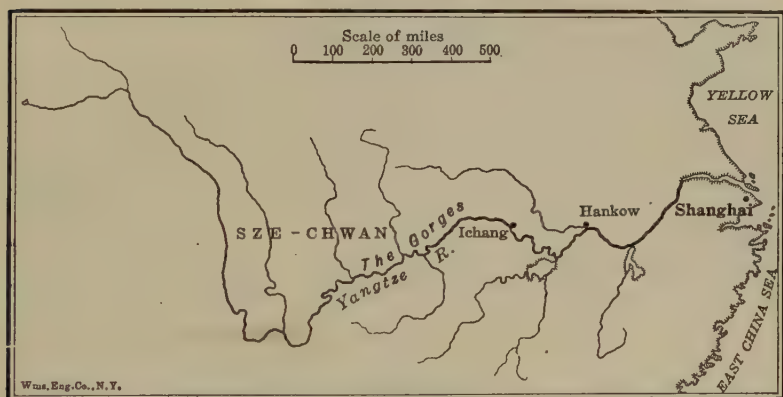 Scale of miles
0 100 200 300 400 500
YELLOW
SEA
SZE-CHWAN
The Gorges
Yangtze R.
Ichang
Hankow
Shanghai
EAST CHINA SEA
Wms. Eng. Co., N.Y.